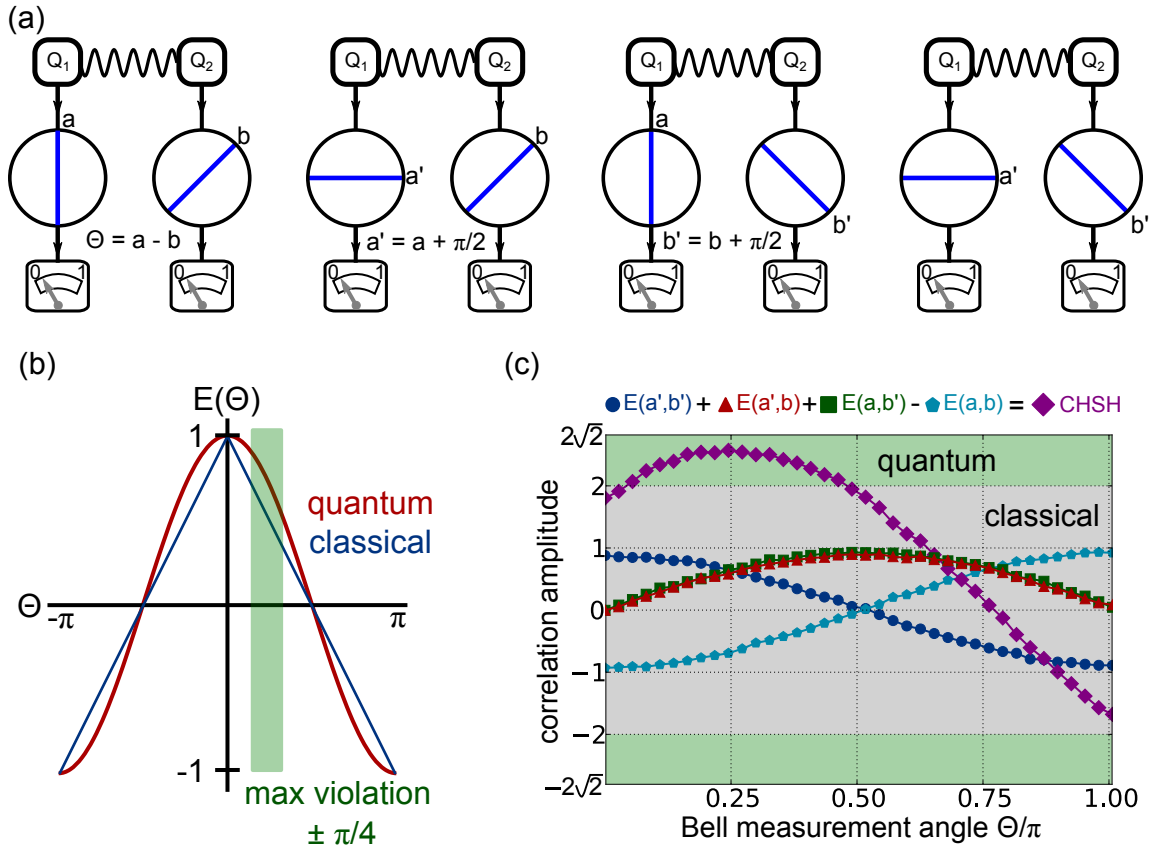 (a)
Q1 Q2 Q1 Q2 Q1 Q2 Q1 Q2
a b b a
a' a'
b' b'
Θ = a - b a' = a + π/2 b' = b + π/2
0 1 0 1 0 1 0 1 0 1 0 1 0 1 0 1
(b)
E(Θ)
1
quantum
classical
Θ
-π π
-1
max violation
± π/4
(c)
E(a',b') + E(a',b) + E(a,b') - E(a,b) = CHSH
2√2
quantum
2
classical
1
0
−1
−2
−2√2
correlation amplitude
0.25 0.50 0.75 1.00
Bell measurement angle Θ/π